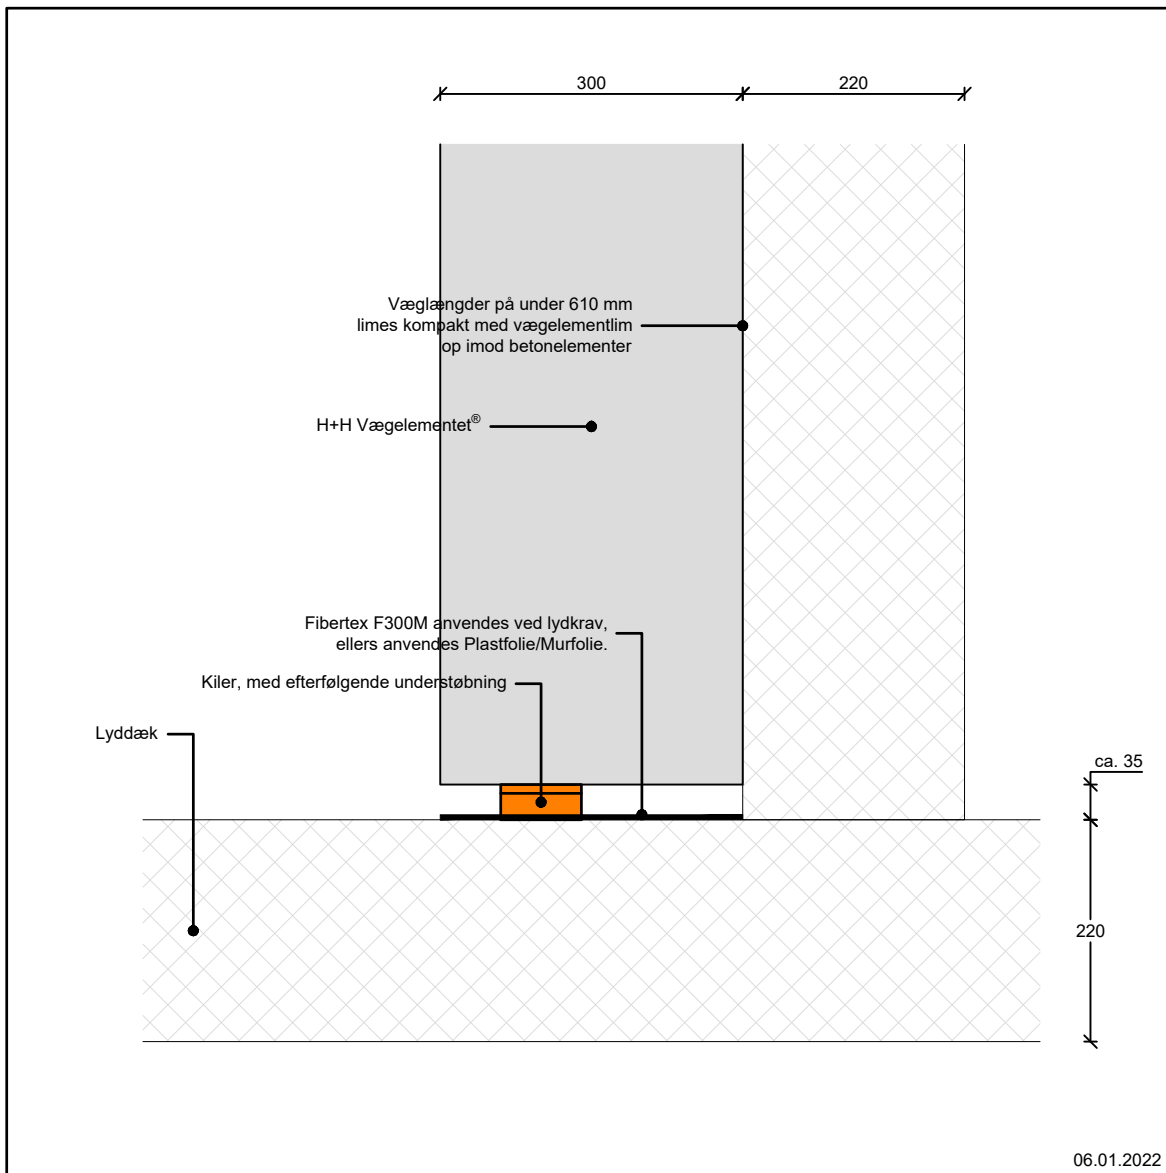 300
220
Væglængder på under 610 mm
limes kompakt med vægelementlim
op imod betonelementer
H+H Vægelementet®
Fibertex F300M anvendes ved lydkrav,
ellers anvendes Plastfolie/Murfolie.
Kiler, med efterfølgende understøbning
Lyddæk
ca. 35
220
06.01.2022